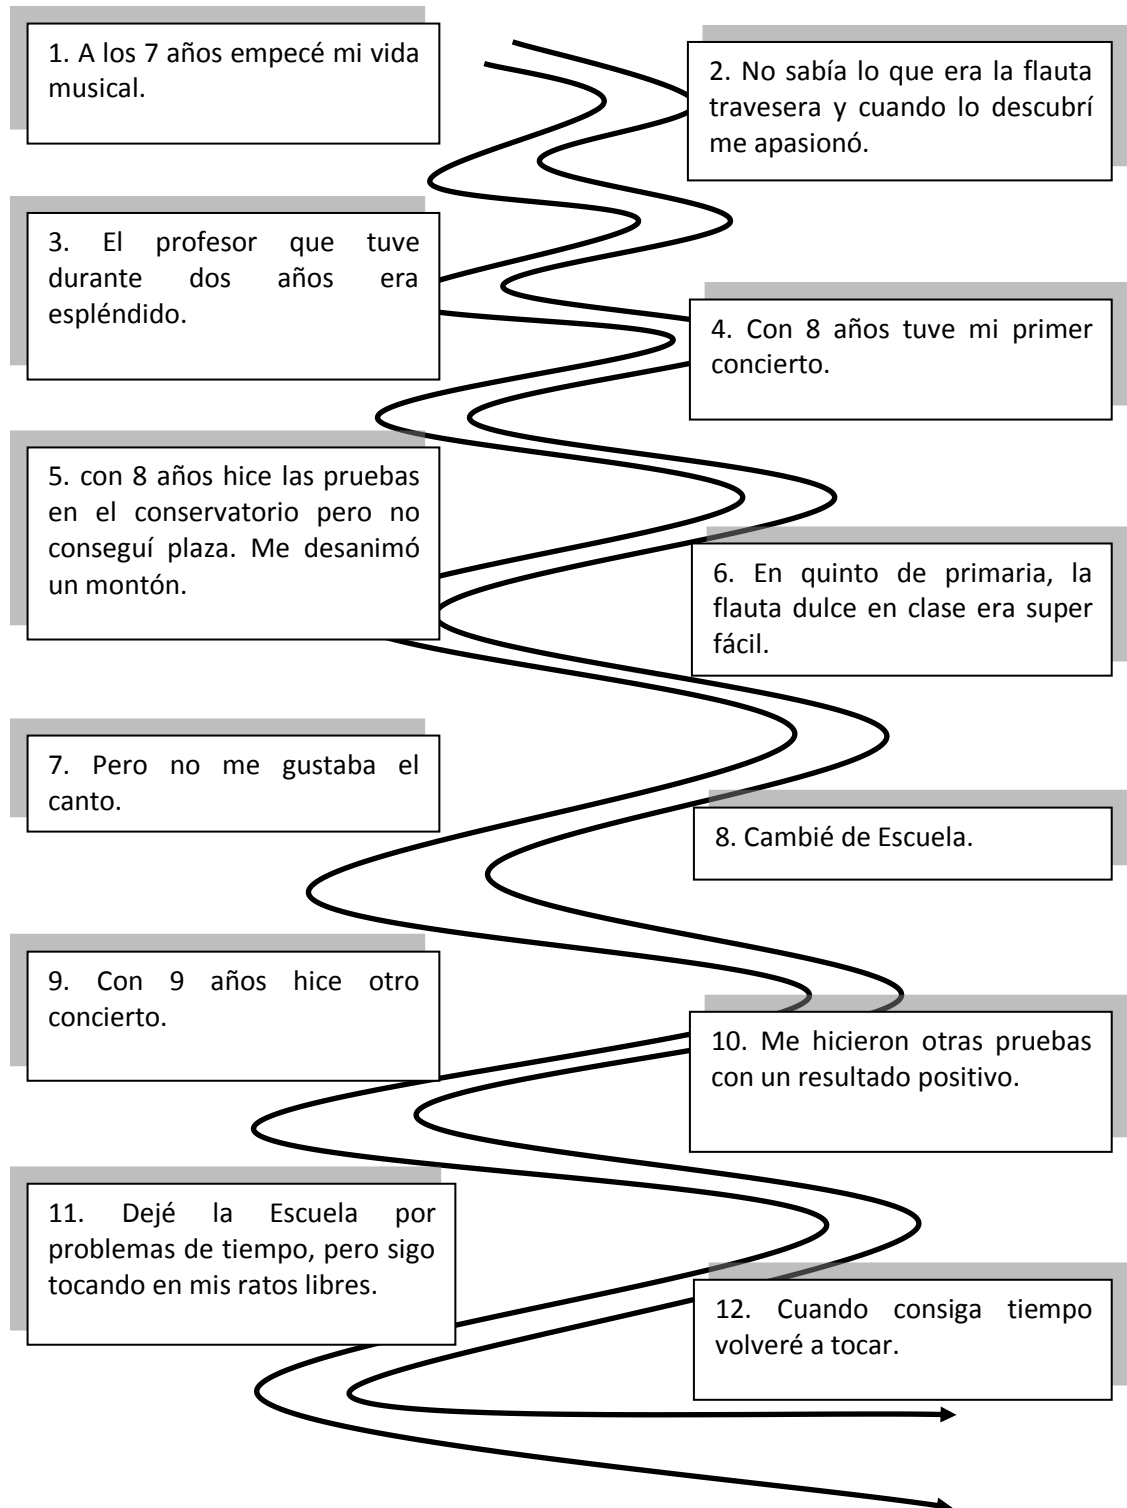 1. A los 7 años empecé mi vida
musical.
2. No sabía lo que era la flauta
travesera y cuando lo descubrí
me apasionó.
3. El profesor que tuve
durante dos años era
espléndido.
4. Con 8 años tuve mi primer
concierto.
5. con 8 años hice las pruebas
en el conservatorio pero no
conseguí plaza. Me desanimó
un montón.
6. En quinto de primaria, la
flauta dulce en clase era super
fácil.
7. Pero no me gustaba el
canto.
8. Cambié de Escuela.
9. Con 9 años hice otro
concierto.
10. Me hicieron otras pruebas
con un resultado positivo.
11. Dejé la Escuela por
problemas de tiempo, pero sigo
tocando en mis ratos libres.
12. Cuando consiga tiempo
volveré a tocar.